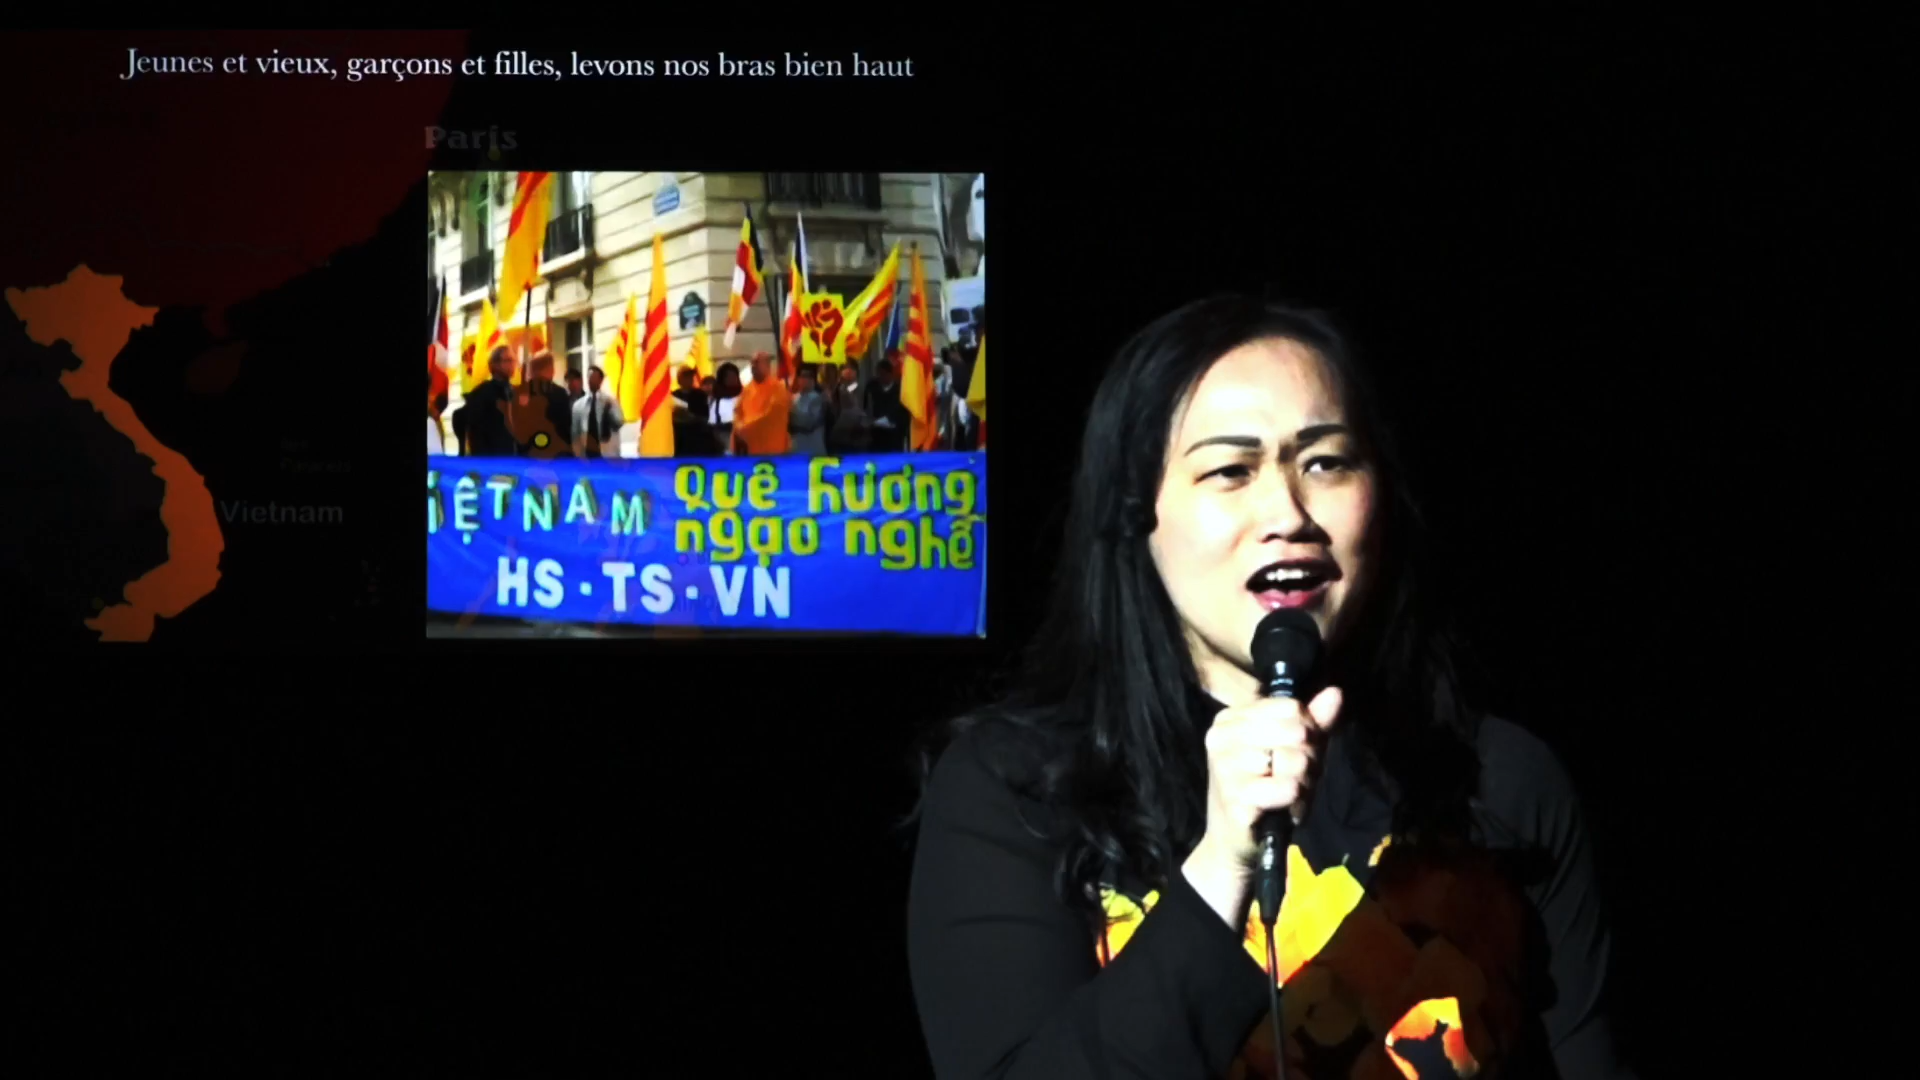 Jeunes et vieux, garçons et filles, levons nos bras bien haut
Paris
VIỆTNAM
Quê hương
ngạo nghễ
HS·TS·VN
Vietnam